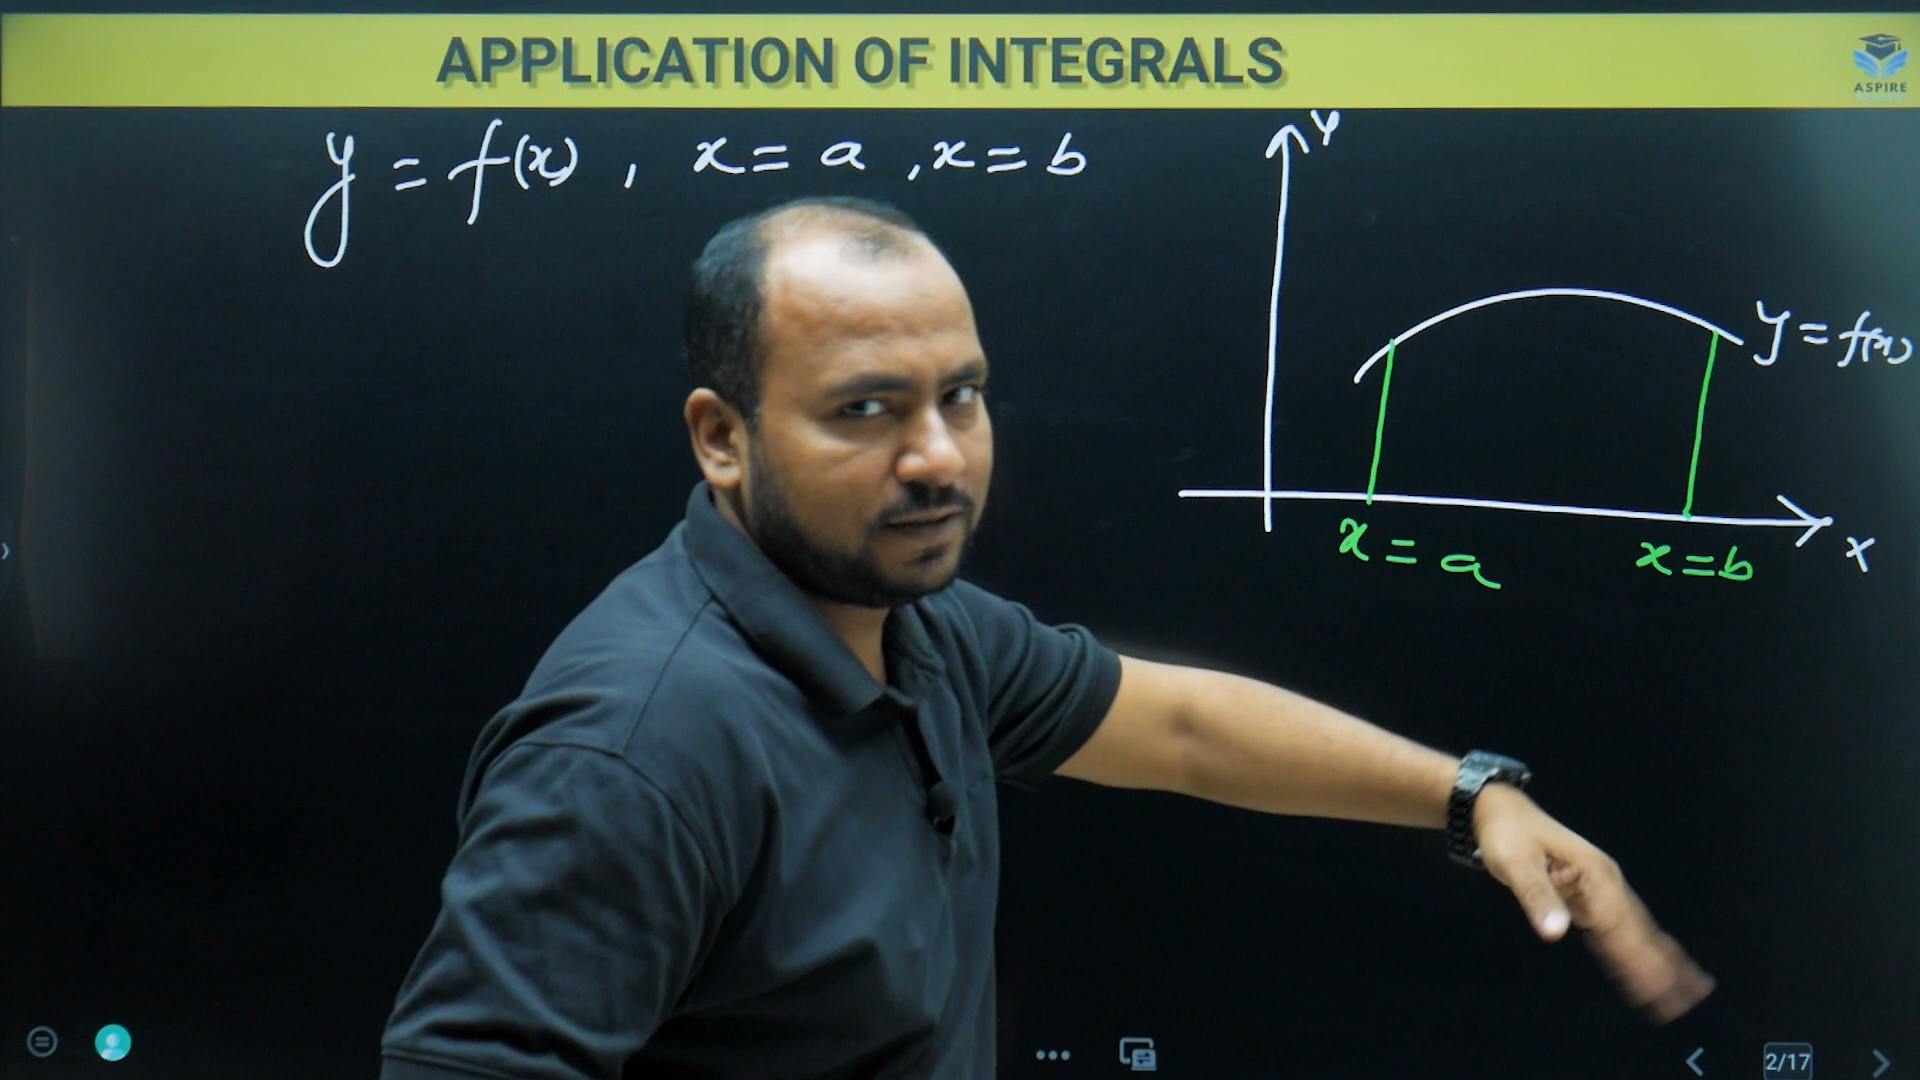 APPLICATION OF INTEGRALS
ASPIRE
y = f(x) , x = a , x = b
y
y = f(x)
x = a
x = b
x
2/17